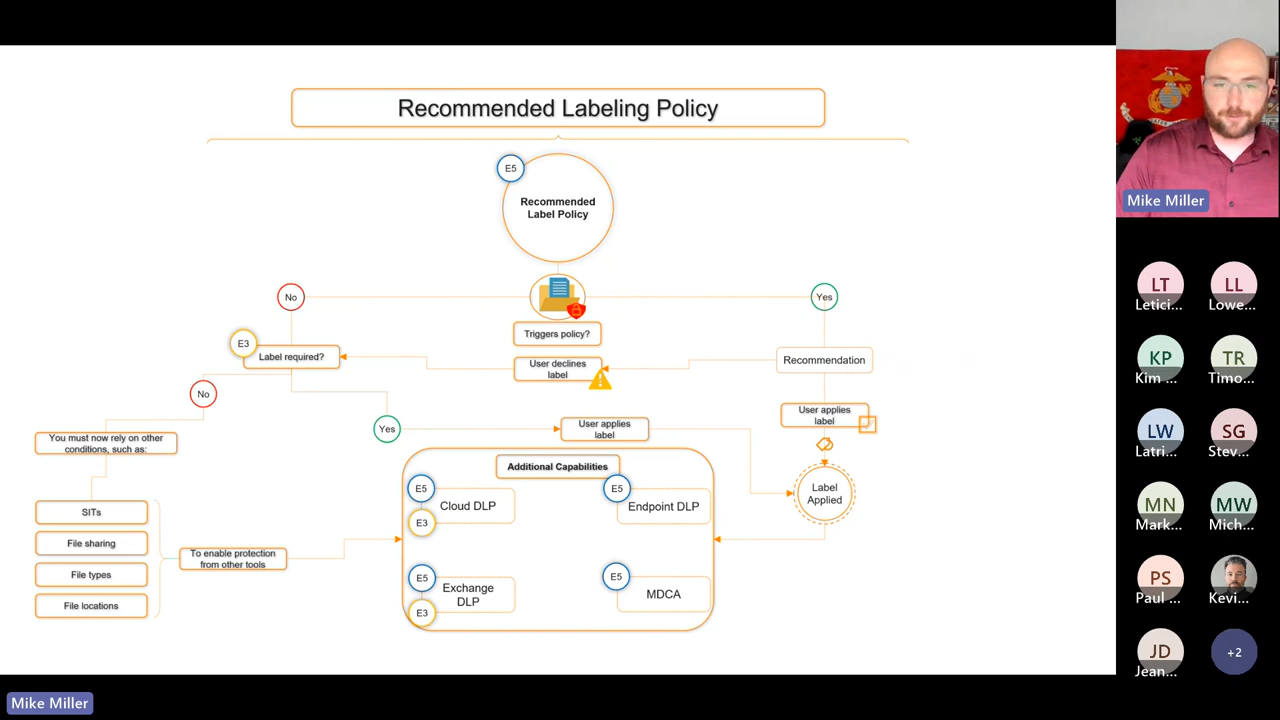 Recommended Labeling Policy
E5
Recommended
Label Policy
No
Yes
Triggers policy?
E3
Label required?
User declines
label
Recommendation
No
User applies
label
Yes
User applies
label
You must now rely on other
conditions, such as:
Additional Capabilities
E5
Cloud DLP
E3
E5
Endpoint DLP
Label
Applied
SITs
File sharing
File types
File locations
To enable protection
from other tools
E5
Exchange
DLP
E3
E5
MDCA
Mike Miller
Mike Miller
LT
Letici...
LL
Lowe...
KP
Kim ...
TR
Timo...
LW
Latri...
SG
Stev...
MN
Mark...
MW
Mich...
PS
Paul ...
Kevi...
JD
Jean...
+2